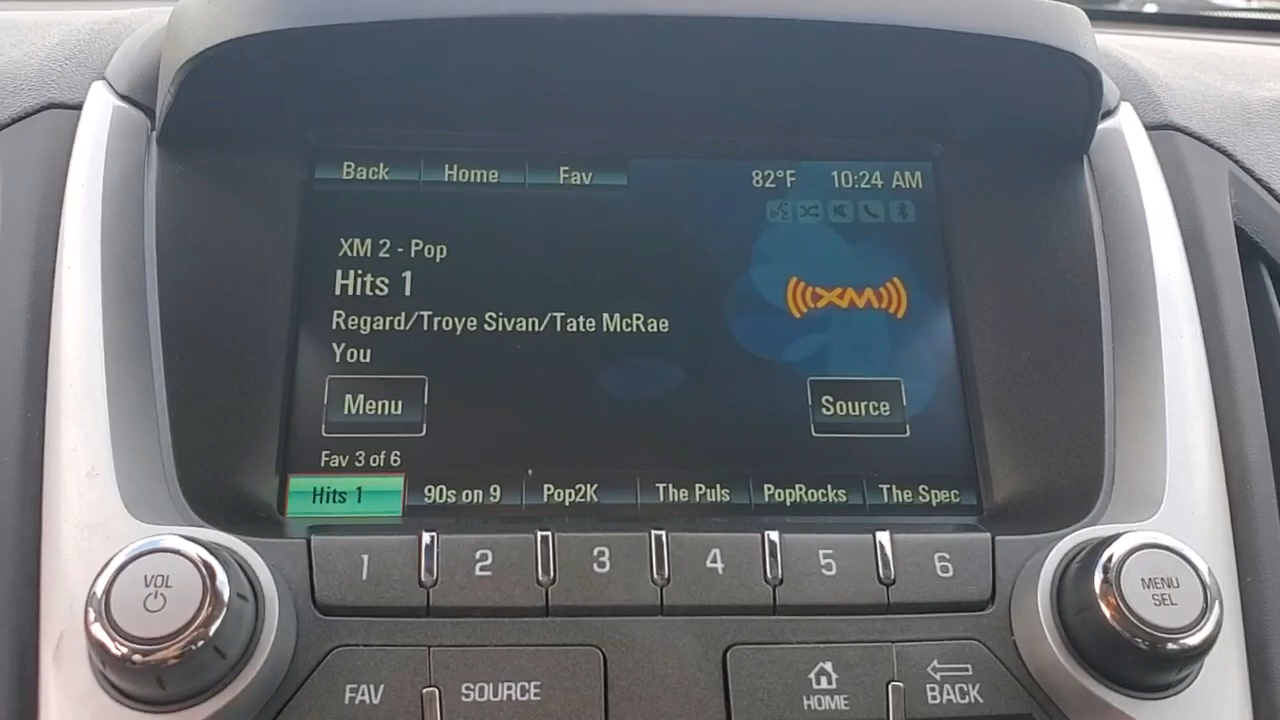 Back Home Fav 82°F 10:24 AM
XM 2 - Pop
Hits 1
XM
Regard/Troye Sivan/Tate McRae
You
Menu Source
Fav 3 of 6
Hits 1 90s on 9 Pop2K The Puls PopRocks The Spec
1 2 3 4 5 6
VOL
MENU
SEL
FAV SOURCE HOME BACK